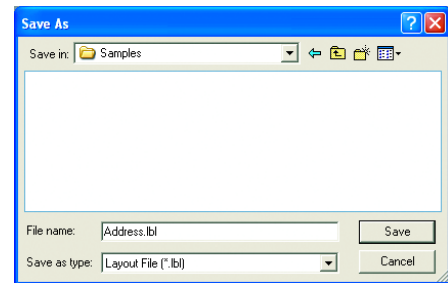 Save As
Save in: Samples
File name: Address.lbl
Save
Save as type: Layout File (*.lbl)
Cancel